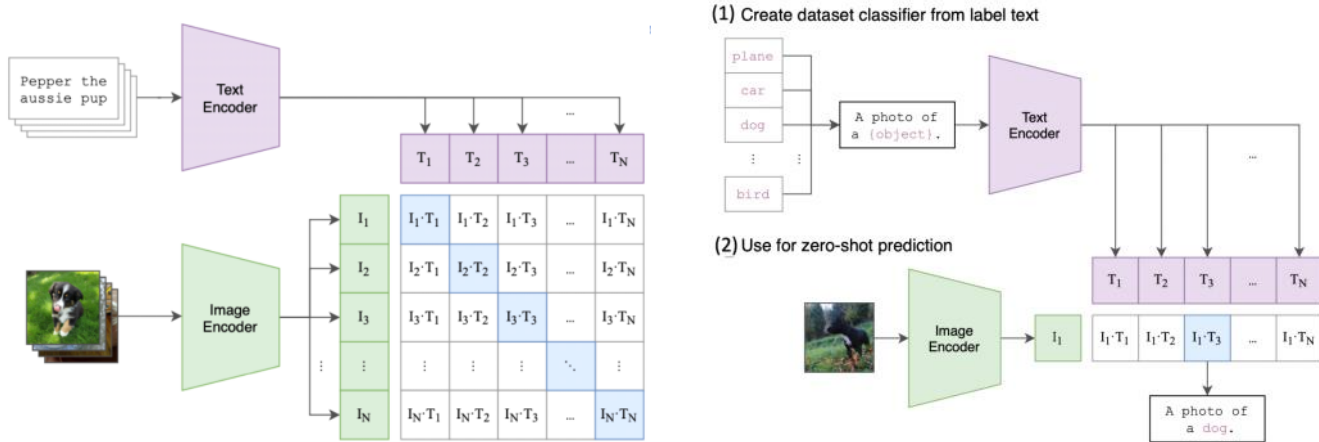 Pepper the
aussie pup
Text
Encoder
...
T1 T2 T3 ... TN
I1 I1·T1 I1·T2 I1·T3 ... I1·TN
I2 I2·T1 I2·T2 I2·T3 ... I2·TN
Image
Encoder
I3 I3·T1 I3·T2 I3·T3 ... I3·TN
⋮ ⋮ ⋮ ⋮ ⋮ ⋱ ⋮
IN IN·T1 IN·T2 IN·T3 ... IN·TN
(1) Create dataset classifier from label text
plane
car
dog
⋮ ⋮
bird
A photo of
a {object}.
Text
Encoder
...
(2) Use for zero-shot prediction
T1 T2 T3 ... TN
Image
Encoder
I1 I1·T1 I1·T2 I1·T3 ... I1·TN
A photo of
a dog.